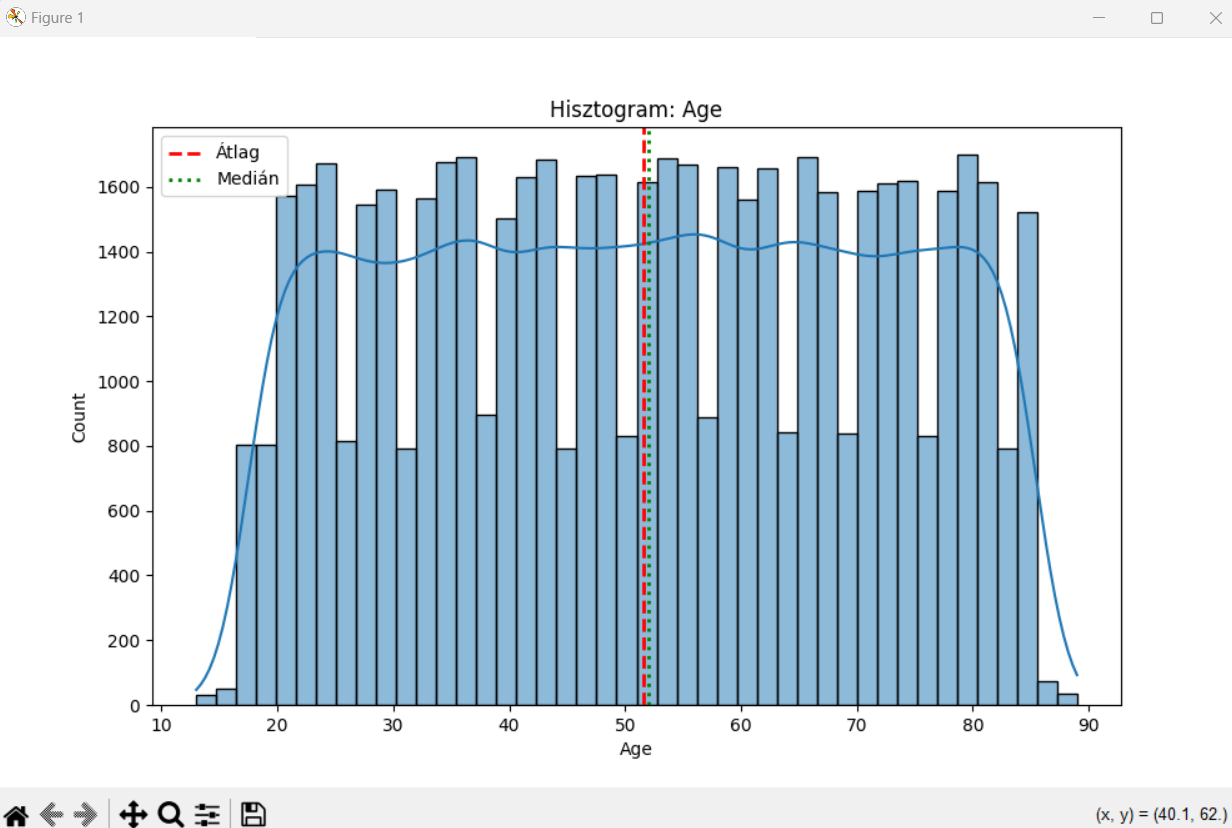 Figure 1
Hisztogram: Age
Átlag
Medián
1600
1400
1200
1000
800
600
400
200
0
Count
10 20 30 40 50 60 70 80 90
Age
(x, y) = (40.1, 62.)